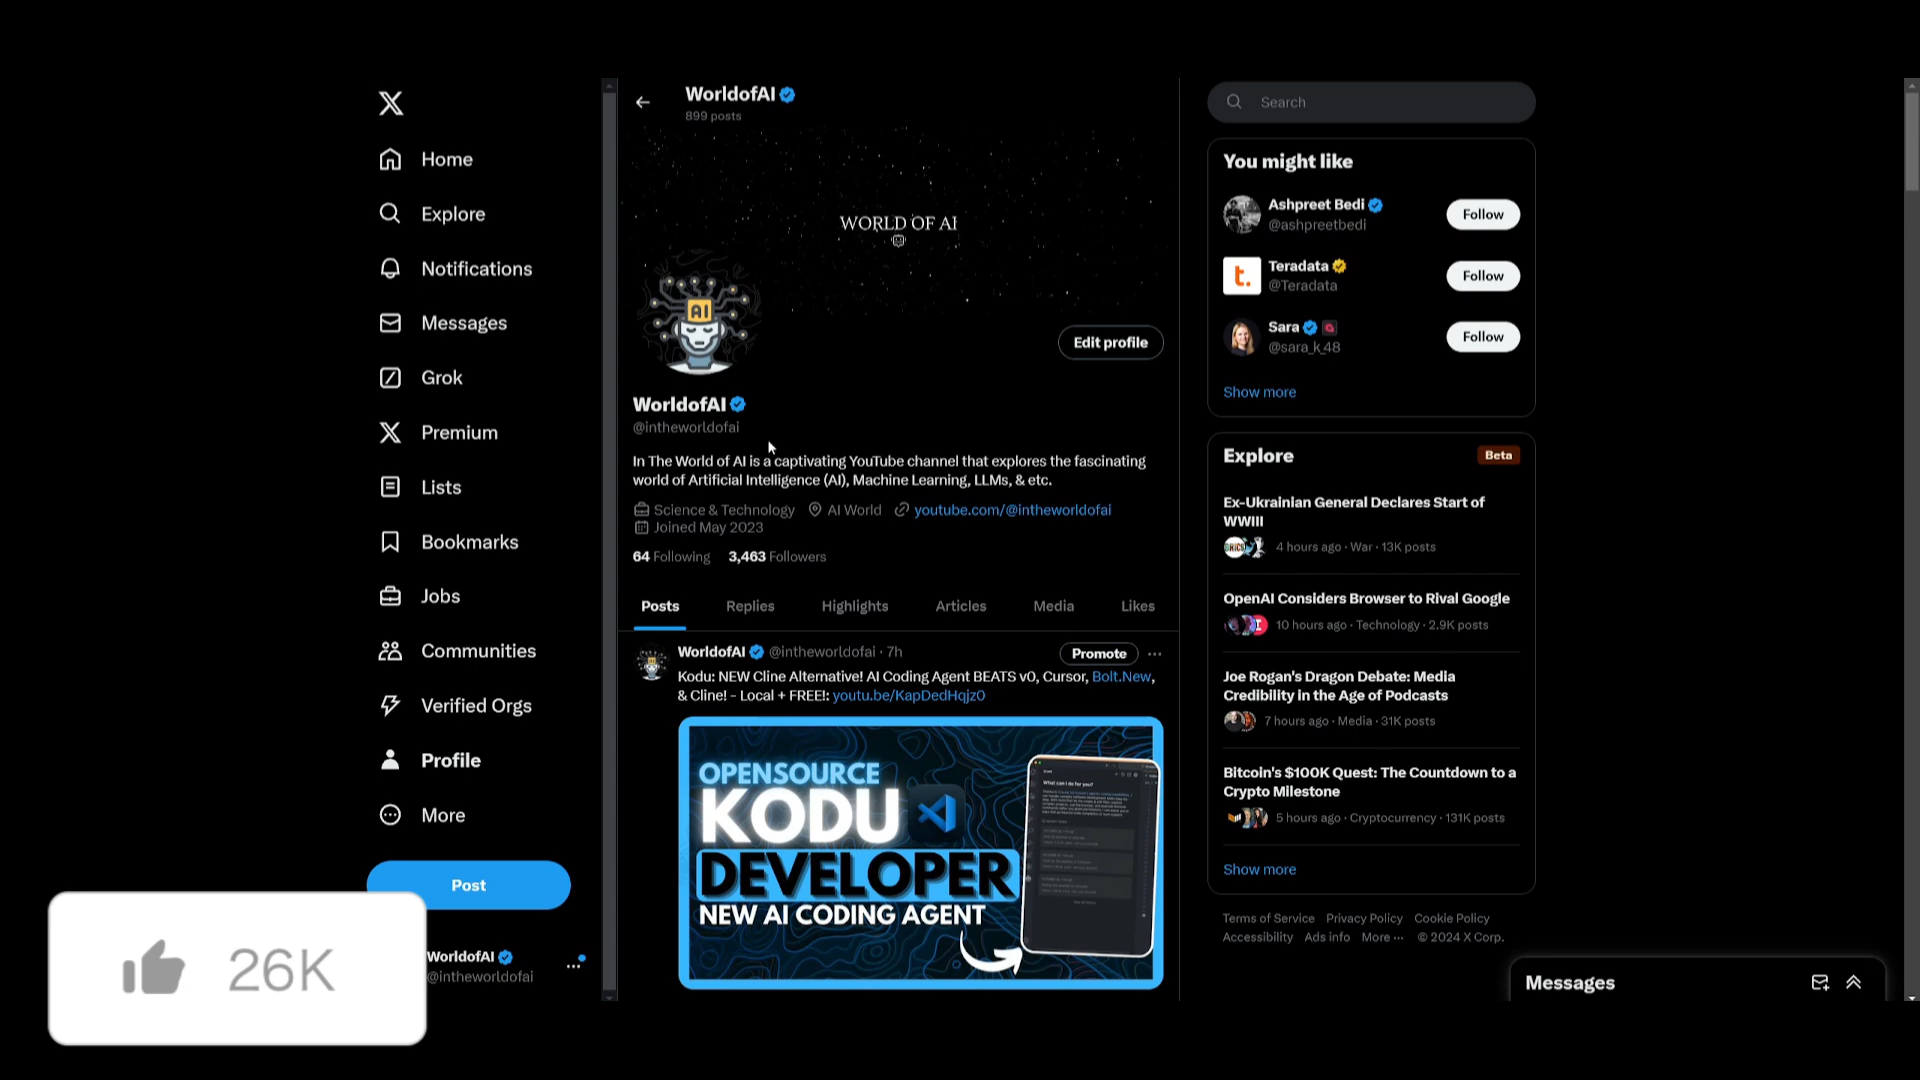 Home
Explore
Notifications
Messages
Grok
Premium
Lists
Bookmarks
Jobs
Communities
Verified Orgs
Profile
More
Post
WorldofAI
@intheworldofai
26K
WorldofAI
899 posts
WORLD OF AI
AI
Edit profile
WorldofAI
@intheworldofai
In The World of AI is a captivating YouTube channel that explores the fascinating
world of Artificial Intelligence (AI), Machine Learning, LLMs, & etc.
Science & Technology AI World youtube.com/@intheworldofai
Joined May 2023
64 Following 3,463 Followers
Posts Replies Highlights Articles Media Likes
WorldofAI @intheworldofai · 7h Promote
Kodu: NEW Cline Alternative! AI Coding Agent BEATS v0, Cursor, Bolt.New,
& Cline! - Local + FREE!: youtu.be/KapDedHqjz0
OPENSOURCE
KODU
DEVELOPER
NEW AI CODING AGENT
What can I do for you?
Search
You might like
Ashpreet Bedi
@ashpreetbedi
Follow
t.
Teradata
@Teradata
Follow
Sara
@sara_k_48
Follow
Show more
Explore Beta
Ex-Ukrainian General Declares Start of
WWIII
4 hours ago · War · 13K posts
OpenAI Considers Browser to Rival Google
10 hours ago · Technology · 2.9K posts
Joe Rogan's Dragon Debate: Media
Credibility in the Age of Podcasts
7 hours ago · Media · 31K posts
Bitcoin's $100K Quest: The Countdown to a
Crypto Milestone
5 hours ago · Cryptocurrency · 131K posts
Show more
Terms of Service Privacy Policy Cookie Policy
Accessibility Ads info More ··· © 2024 X Corp.
Messages